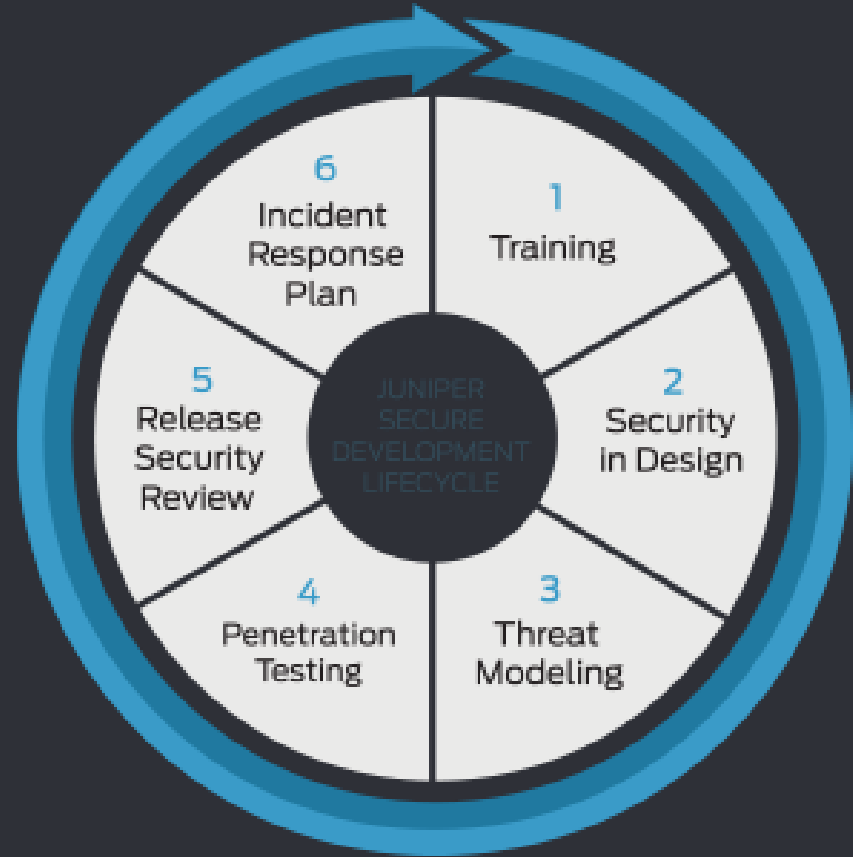 1
Training
2
Security
in Design
3
Threat
Modeling
4
Penetration
Testing
5
Release
Security
Review
6
Incident
Response
Plan
JUNIPER
SECURE
DEVELOPMENT
LIFECYCLE